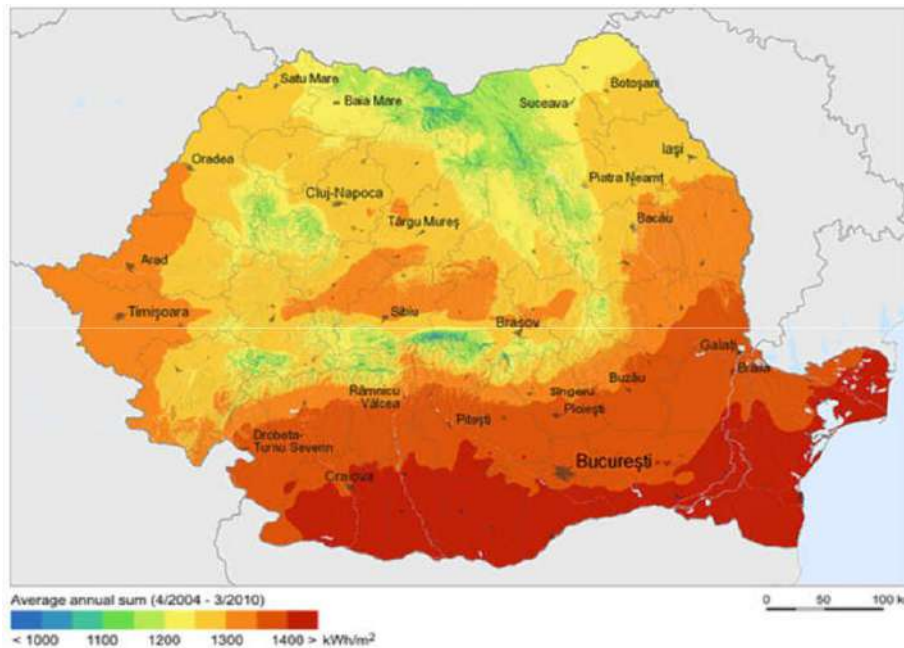 Satu Mare
Baia Mare
Botoşani
Suceava
Iaşi
Oradea
Piatra Neamţ
Cluj-Napoca
Târgu Mureş
Bacău
Arad
Timişoara
Sibiu
Braşov
Galaţi
Brăila
Râmnicu
Vâlcea
Singeru
Buzău
Piteşti
Ploieşti
Drobeta-
Turnu Severin
Bucureşti
Craiova
Average annual sum (4/2004 - 3/2010)
< 1000 1100 1200 1300 1400 > kWh/m²
0 50 100 k